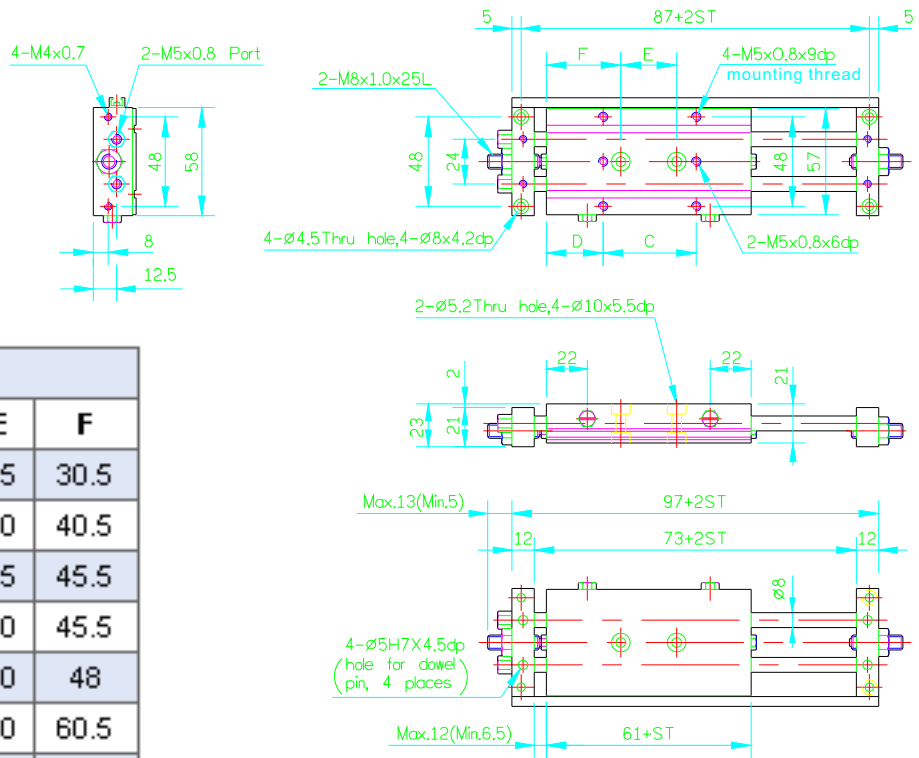 5
87+2ST
5
4-M4x0.7
2-M5x0.8 Port
F
E
4-M5x0.8x9dp
mounting thread
2-M8x1.0x25L
48
58
48
24
48
57
8
12.5
4-Ø4.5Thru hole,4-Ø8x4.2dp
D
C
2-M5x0.8x6dp
2-Ø5.2Thru hole,4-Ø10x5.5dp
22
22
2
21
23
21
F
30.5
40.5
45.5
45.5
48
60.5
Max.13(Min.5)
97+2ST
12
73+2ST
12
Ø8
4-Ø5H7X4.5dp
(hole for dowel
pin, 4 places)
Max.12(Min.6.5)
61+ST